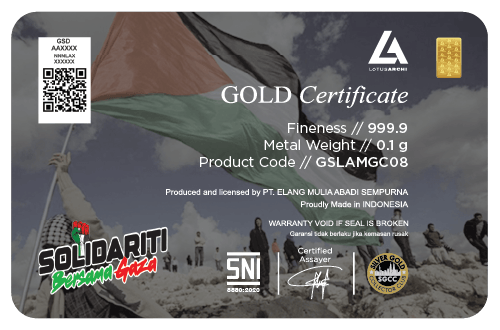 GSD
AAXXXX
NNNLAX
XXXXXX
LOTUSARCHI
GOLD Certificate
Fineness // 999.9
Metal Weight // 0.1 g
Product Code // GSLAMGC08
Produced and licensed by PT. ELANG MULIA ABADI SEMPURNA
Proudly Made in INDONESIA
WARRANTY VOID IF SEAL IS BROKEN
Garansi tidak berlaku jika kemasan rusak
SOLIDARITI
Bersama Gaza
SNI
8880:2020
Certified
Assayer
SILVER GOLD
SGCC
COLLECTOR CLUB